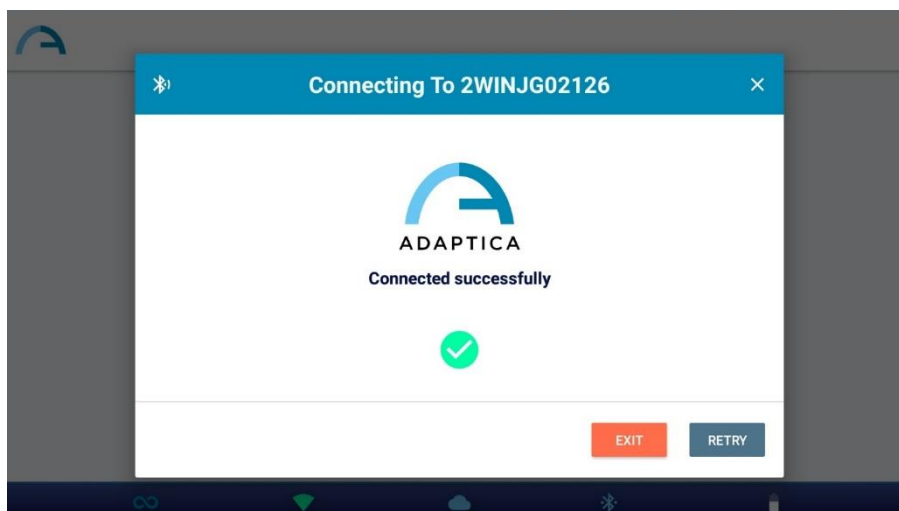 Connecting To 2WINJG02126
ADAPTICA
Connected successfully
EXIT RETRY